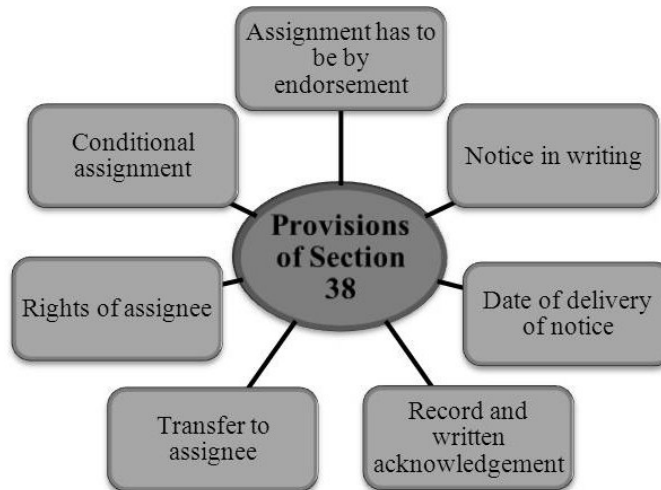 Assignment has to
be by
endorsement
Conditional
assignment
Notice in writing
Provisions
of Section
38
Rights of assignee
Date of delivery
of notice
Transfer to
assignee
Record and
written
acknowledgement